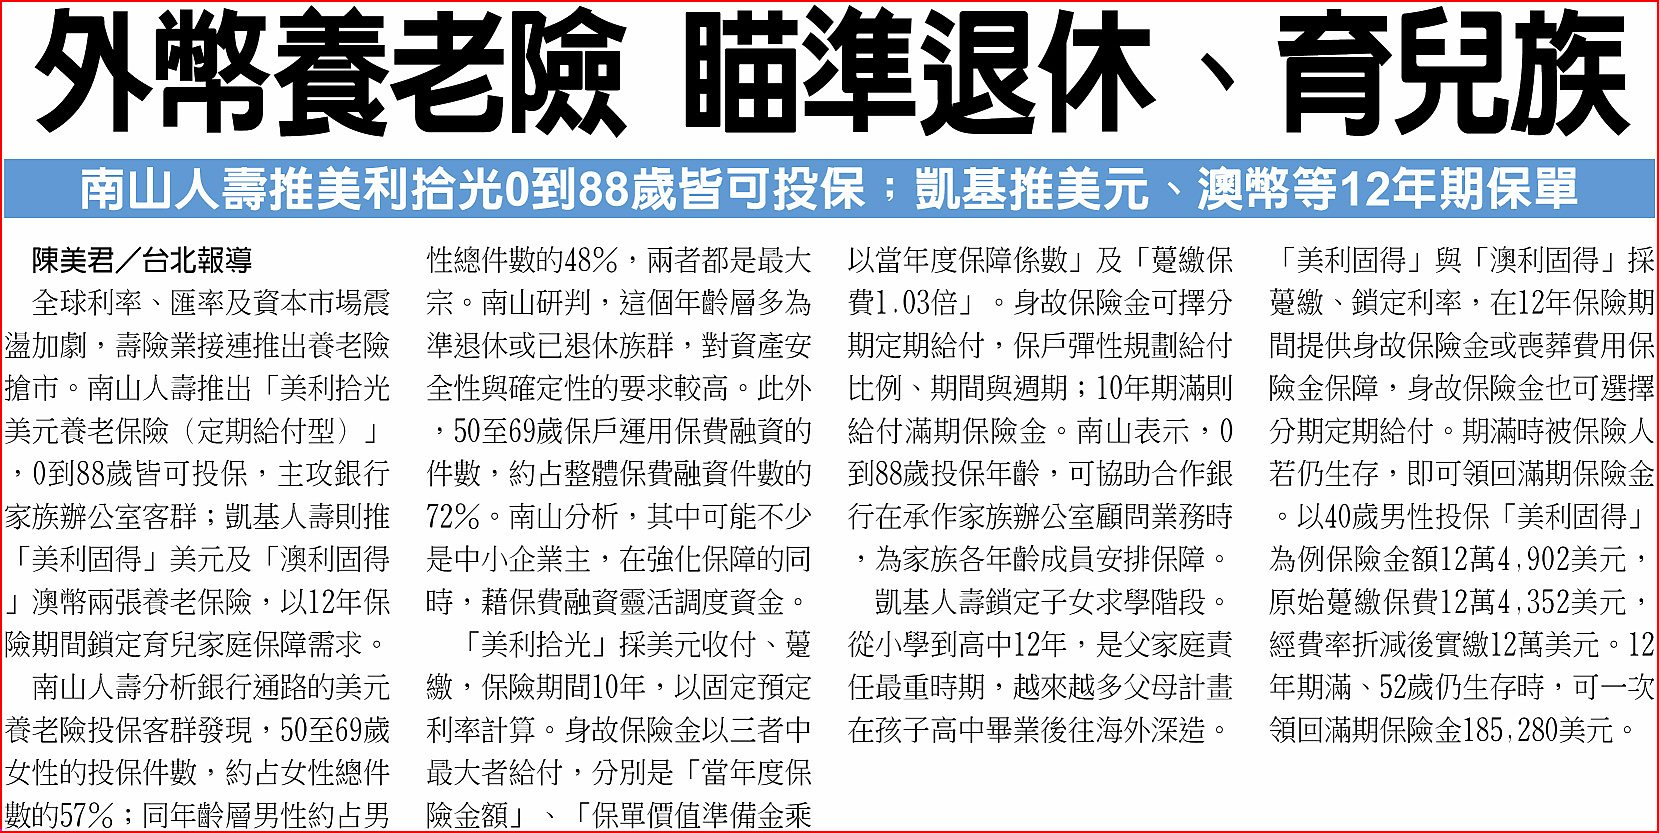 外幣養老險 瞄準退休、育兒族
南山人壽推美利拾光0到88歲皆可投保；凱基推美元、澳幣等12年期保單
陳美君／台北報導
全球利率、匯率及資本市場震
盪加劇，壽險業接連推出養老險
搶市。南山人壽推出「美利拾光
美元養老保險（定期給付型）」
，0到88歲皆可投保，主攻銀行
家族辦公室客群；凱基人壽則推
「美利固得」美元及「澳利固得
」澳幣兩張養老保險，以12年保
險期間鎖定育兒家庭保障需求。
南山人壽分析銀行通路的美元
養老險投保客群發現，50至69歲
女性的投保件數，約占女性總件
數的57％；同年齡層男性約占男
性總件數的48％，兩者都是最大
宗。南山研判，這個年齡層多為
準退休或已退休族群，對資產安
全性與確定性的要求較高。此外
，50至69歲保戶運用保費融資的
件數，約占整體保費融資件數的
72％。南山分析，其中可能不少
是中小企業主，在強化保障的同
時，藉保費融資靈活調度資金。
「美利拾光」採美元收付、躉
繳，保險期間10年，以固定預定
利率計算。身故保險金以三者中
最大者給付，分別是「當年度保
險金額」、「保單價值準備金乘
以當年度保障係數」及「躉繳保
費1.03倍」。身故保險金可擇分
期定期給付，保戶彈性規劃給付
比例、期間與週期；10年期滿則
給付滿期保險金。南山表示，0
到88歲投保年齡，可協助合作銀
行在承作家族辦公室顧問業務時
，為家族各年齡成員安排保障。
凱基人壽鎖定子女求學階段。
從小學到高中12年，是父家庭責
任最重時期，越來越多父母計畫
在孩子高中畢業後往海外深造。
「美利固得」與「澳利固得」採
躉繳、鎖定利率，在12年保險期
間提供身故保險金或喪葬費用保
險金保障，身故保險金也可選擇
分期定期給付。期滿時被保險人
若仍生存，即可領回滿期保險金
。以40歲男性投保「美利固得」
為例保險金額12萬4,902美元，
原始躉繳保費12萬4,352美元，
經費率折減後實繳12萬美元。12
年期滿、52歲仍生存時，可一次
領回滿期保險金185,280美元。